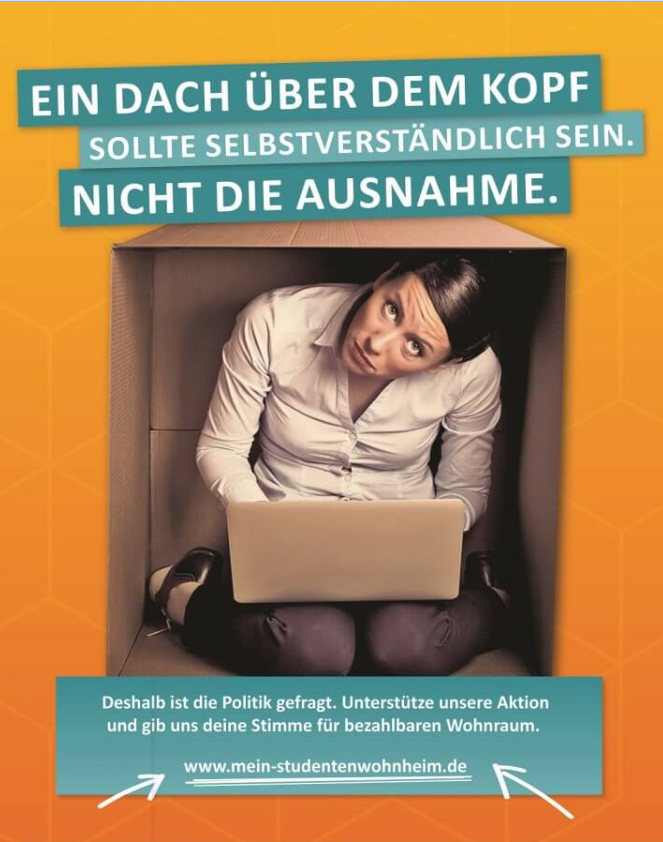 EIN DACH ÜBER DEM KOPF
SOLLTE SELBSTVERSTÄNDLICH SEIN.
NICHT DIE AUSNAHME.
Deshalb ist die Politik gefragt. Unterstütze unsere Aktion
und gib uns deine Stimme für bezahlbaren Wohnraum.
www.mein-studentenwohnheim.de